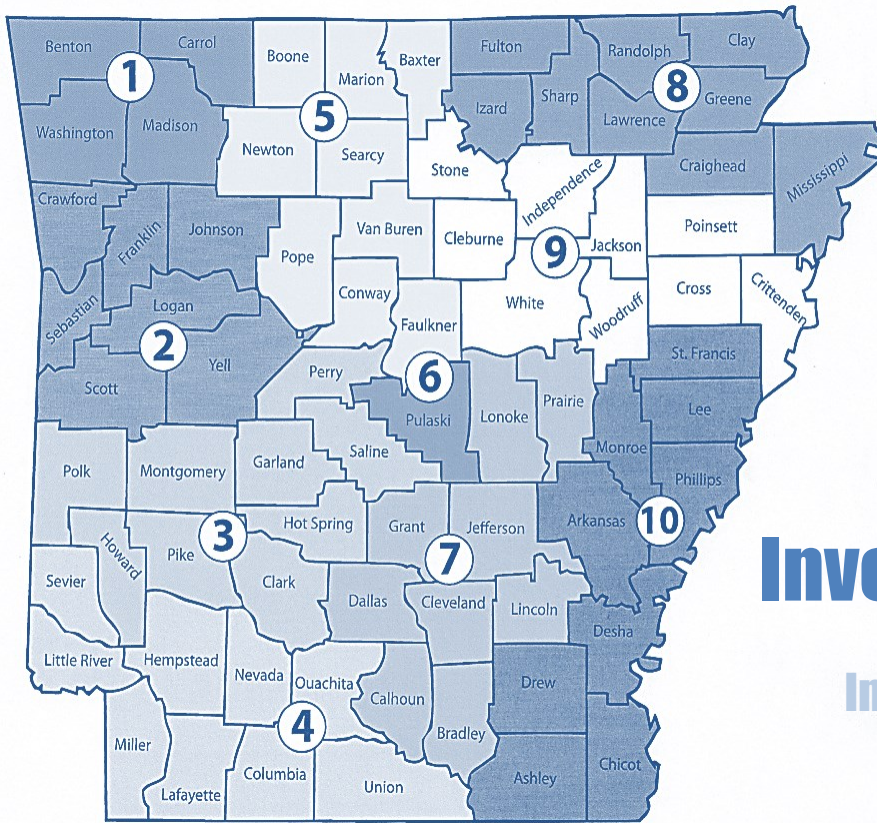 Benton
Carrol
Boone
Marion
Baxter
Fulton
Randolph
Clay
1
8
Izard
Sharp
Greene
Lawrence
Washington
Madison
5
Newton
Searcy
Stone
Independence
Craighead
Mississippi
Crawford
Franklin
Johnson
Pope
Van Buren
Cleburne
9
Jackson
Poinsett
Sebastian
Logan
Conway
Faulkner
White
Woodruff
Cross
Crittenden
2
Scott
Yell
Perry
6
Pulaski
Lonoke
Prairie
St. Francis
Lee
Monroe
Phillips
Polk
Montgomery
Garland
Saline
Howard
Pike
3
Hot Spring
Grant
Jefferson
Arkansas
10
7
Sevier
Clark
Dallas
Cleveland
Lincoln
Desha
Inve
Little River
Hempstead
Nevada
Ouachita
Calhoun
Bradley
Drew
In
4
Miller
Lafayette
Columbia
Union
Ashley
Chicot